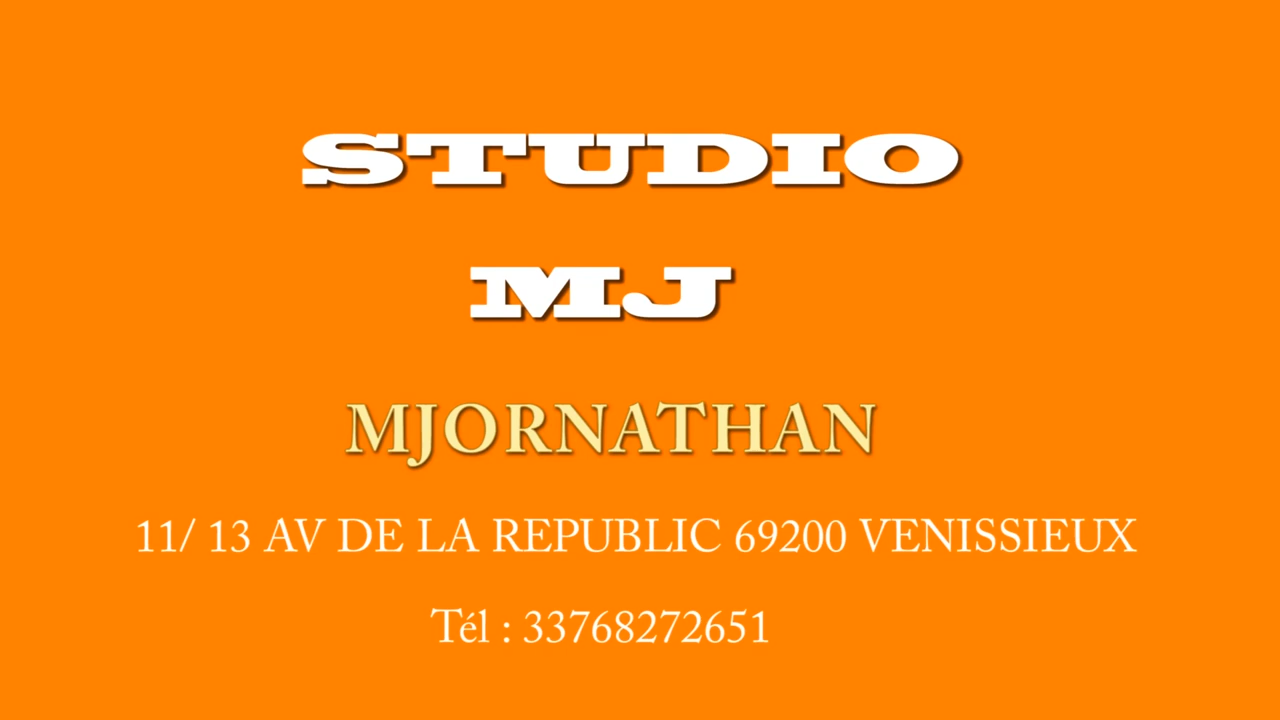 STUDIO
MJ
MJORNATHAN
11/ 13 AV DE LA REPUBLIC 69200 VENISSIEUX
Tél : 33768272651